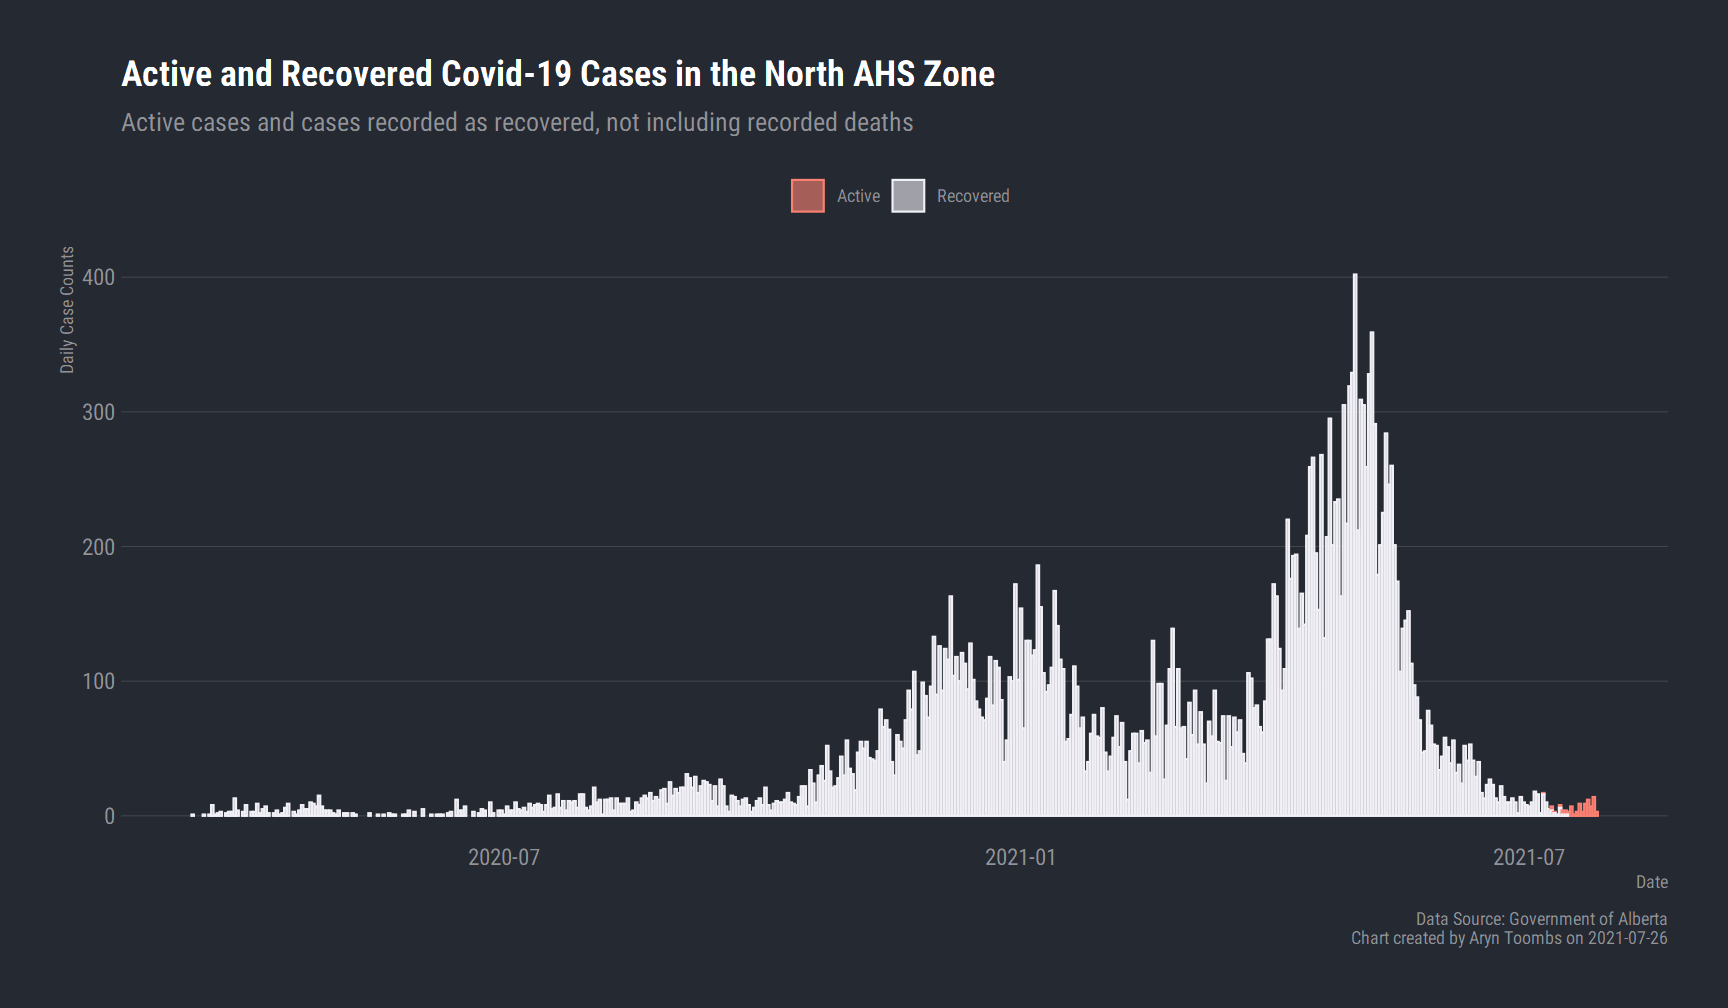 Active and Recovered Covid-19 Cases in the North AHS Zone
Active cases and cases recorded as recovered, not including recorded deaths
Active
Recovered
Daily Case Counts
400
300
200
100
0
2020-07
2021-01
2021-07
Date
Data Source: Government of Alberta
Chart created by Aryn Toombs on 2021-07-26